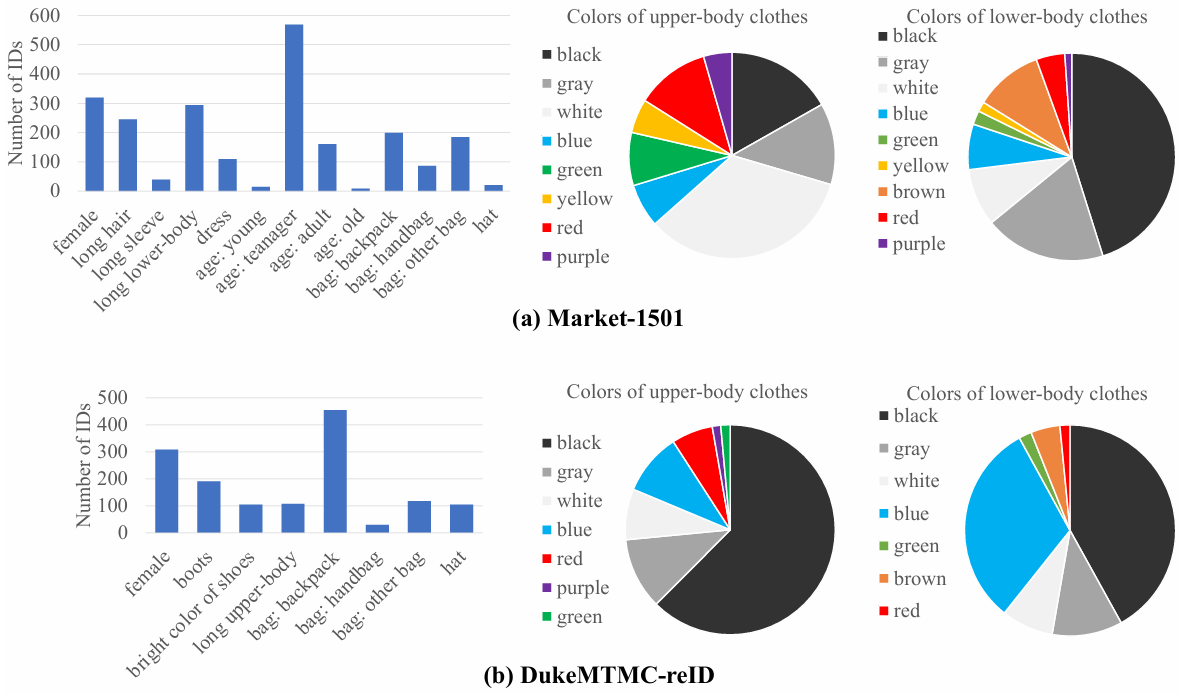 Number of IDs
600
500
400
300
200
100
0
female
long hair
long sleeve
long lower-body
dress
age: young
age: teanager
age: adult
age: old
bag: backpack
bag: handbag
bag: other bag
hat
Colors of upper-body clothes
black
gray
white
blue
green
yellow
red
purple
Colors of lower-body clothes
black
gray
white
blue
green
yellow
brown
red
purple
(a) Market-1501
Number of IDs
500
400
300
200
100
0
female
boots
bright color of shoes
long upper-body
bag: backpack
bag: handbag
bag: other bag
hat
Colors of upper-body clothes
black
gray
white
blue
red
purple
green
Colors of lower-body clothes
black
gray
white
blue
green
brown
red
(b) DukeMTMC-reID